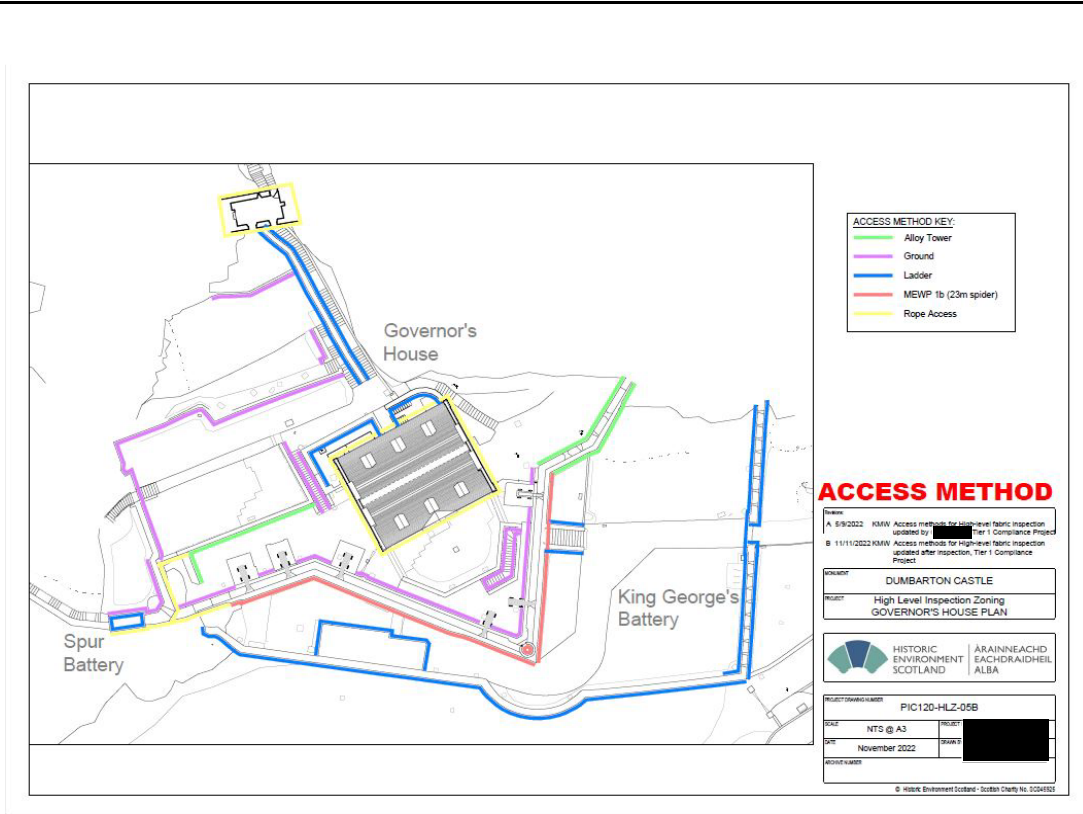 Governor's
House
Spur
Battery
King George's
Battery
ACCESS METHOD KEY:
Alloy Tower
Ground
Ladder
MEWP 1b (23m spider)
Rope Access
ACCESS METHOD
Revisions
A 5/9/2022 KMW Access methods for High-level fabric inspection
updated by Tier 1 Compliance Project
B 11/11/2022 KMW Access methods for High-level fabric inspection
updated after inspection, Tier 1 Compliance
Project
MONUMENT
DUMBARTON CASTLE
PROJECT
High Level Inspection Zoning
GOVERNOR'S HOUSE PLAN
HISTORIC
ENVIRONMENT
SCOTLAND
ÀRAINNEACHD
EACHDRAIDHEIL
ALBA
PROJECT DRAWING NUMBER
PIC120-HLZ-05B
SCALE
NTS @ A3
PROJECT
DATE
November 2022
DRAWN
ARCHIVE NUMBER
© Historic Environment Scotland - Scottish Charity No. SC045925